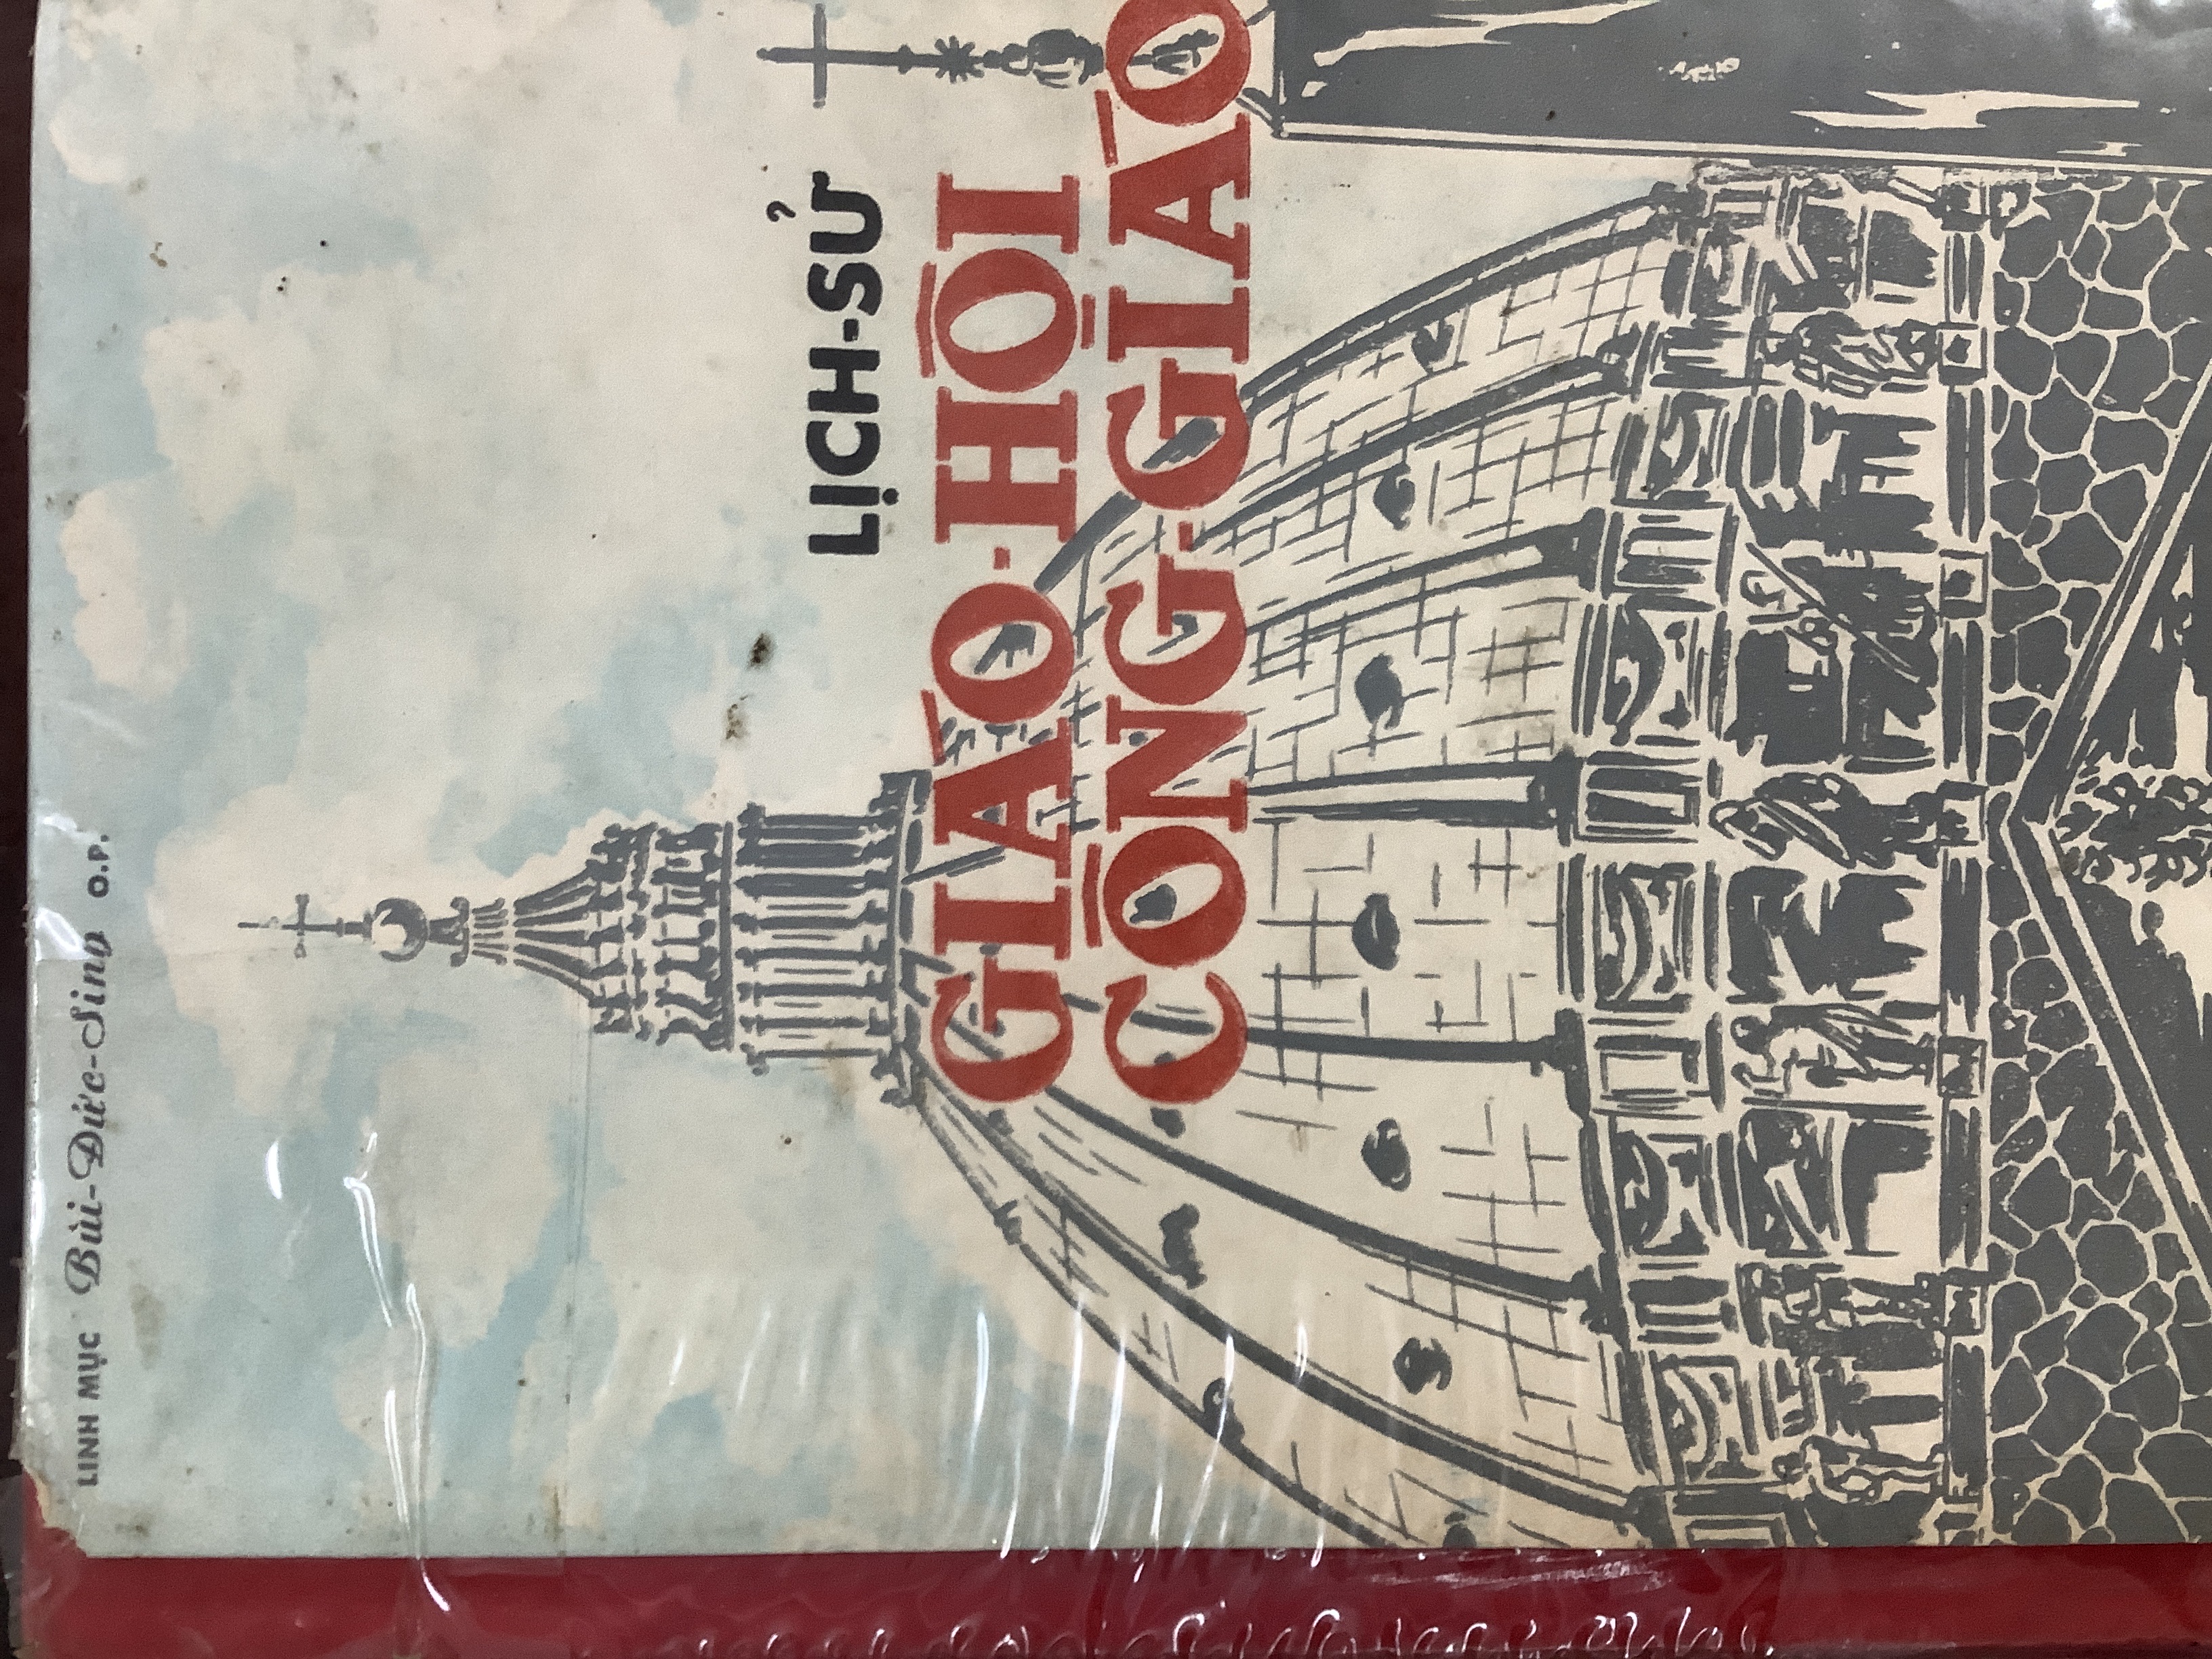 LINH MỤC Bùi-Đức-Sinh O.P.
LỊCH-SỬ
GIÁO-HỘI
CÔNG-GIÁO